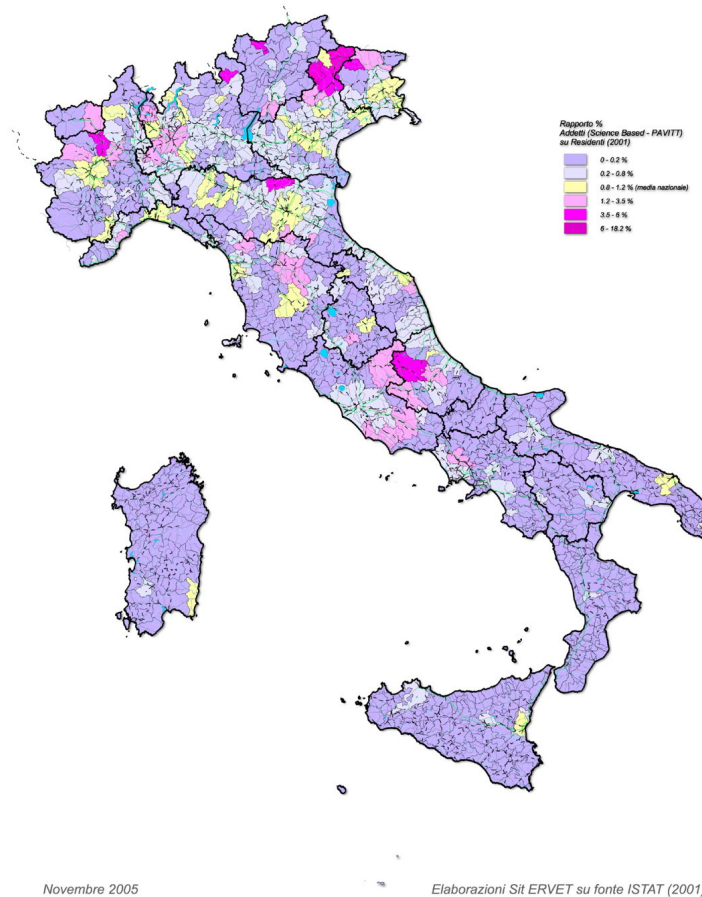 Rapporto %
Addetti (Science Based - PAVITT)
su Residenti (2001)
0 - 0.2 %
0.2 - 0.8 %
0.8 - 1.2 % (media nazionale)
1.2 - 3.5 %
3.5 - 6 %
6 - 18.2 %
Novembre 2005
Elaborazioni Sit ERVET su fonte ISTAT (2001)